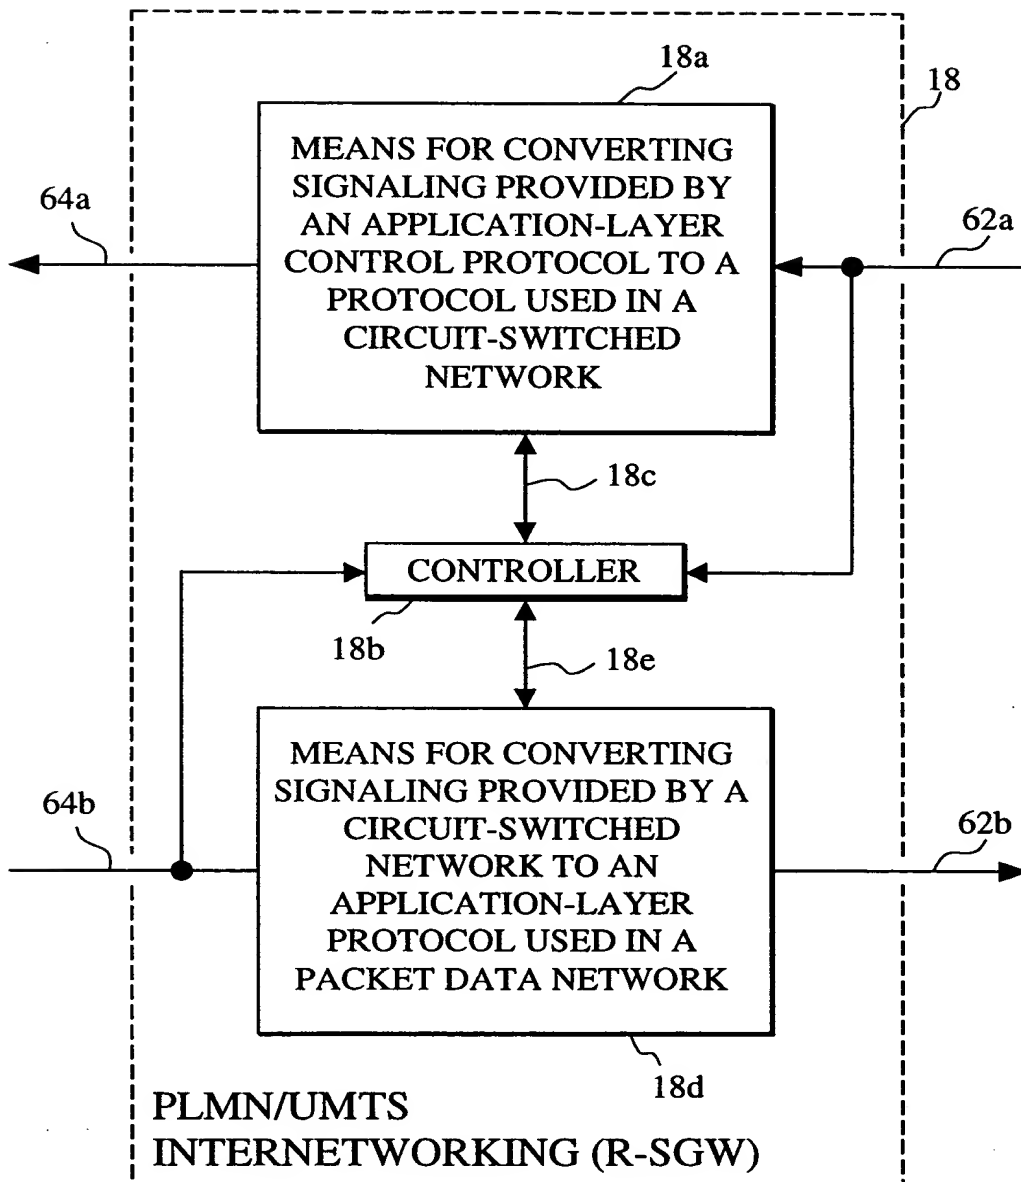 18a
18
MEANS FOR CONVERTING
SIGNALING PROVIDED BY
AN APPLICATION-LAYER
CONTROL PROTOCOL TO A
PROTOCOL USED IN A
CIRCUIT-SWITCHED
NETWORK
64a
62a
18c
CONTROLLER
18b
18e
MEANS FOR CONVERTING
SIGNALING PROVIDED BY A
CIRCUIT-SWITCHED
NETWORK TO AN
APPLICATION-LAYER
PROTOCOL USED IN A
PACKET DATA NETWORK
64b
62b
18d
PLMN/UMTS
INTERNETWORKING (R-SGW)